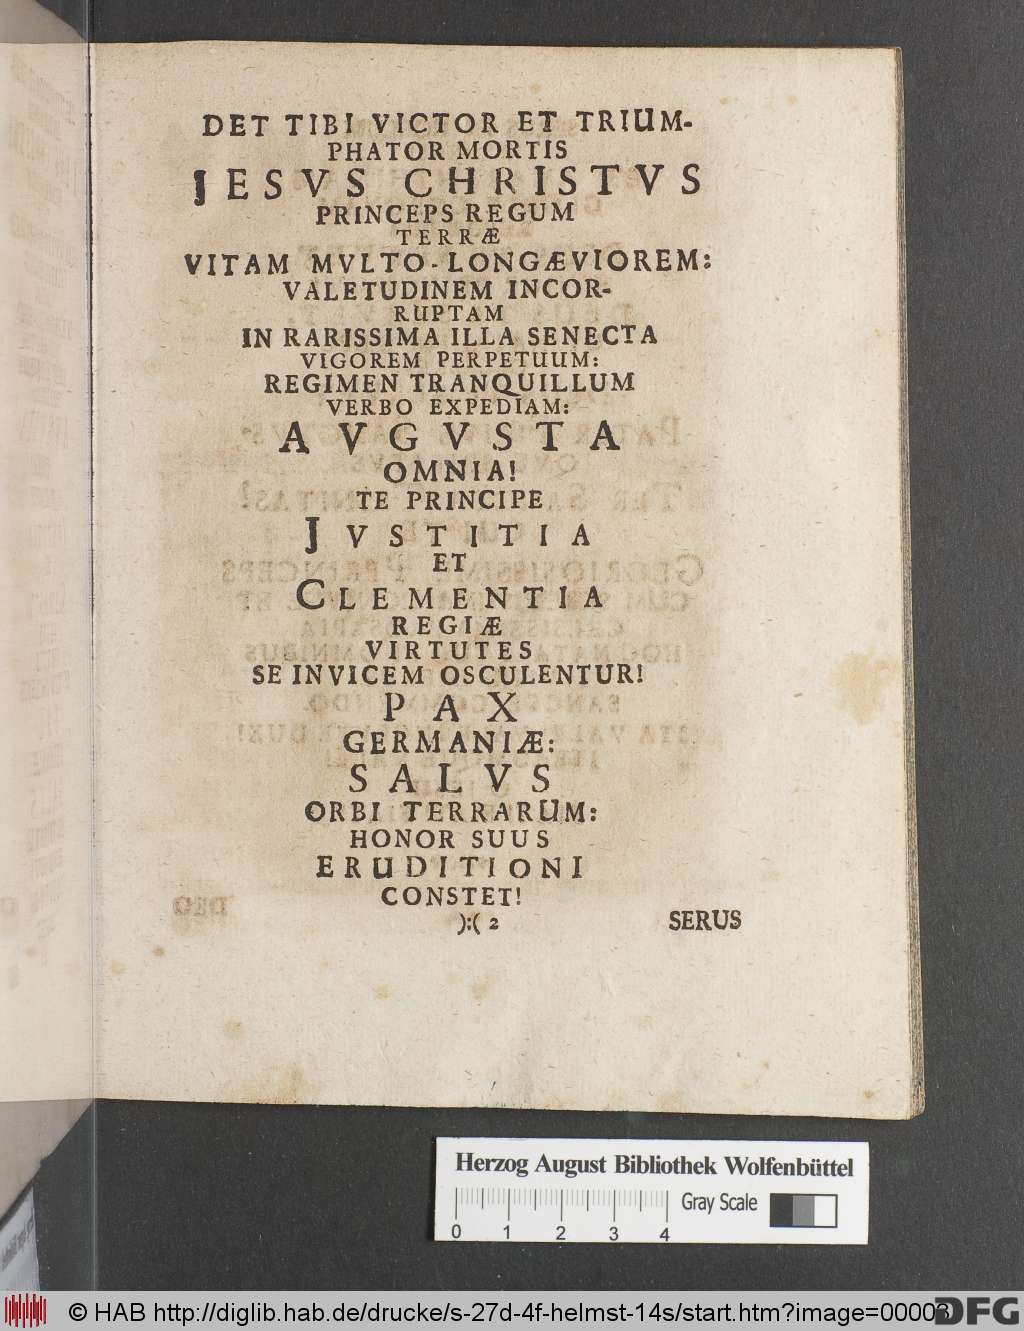 DET TIBI VICTOR ET TRIUM-
PHATOR MORTIS
JESVS CHRISTVS
PRINCEPS REGUM
TERRÆ
VITAM MVLTO-LONGÆVIOREM:
VALETUDINEM INCOR-
RUPTAM
IN RARISSIMA ILLA SENECTA
VIGOREM PERPETUUM:
REGIMEN TRANQUILLUM
VERBO EXPEDIAM:
AVGVSTA
OMNIA!
TE PRINCIPE
JVSTITIA
ET
CLEMENTIA
REGIÆ
VIRTUTES
SE INVICEM OSCULENTUR!
PAX
GERMANIÆ:
SALVS
ORBI TERRARUM:
HONOR SUUS
ERUDITIONI
CONSTET!
):( 2 SERUS
Herzog August Bibliothek Wolfenbüttel
Gray Scale
0 1 2 3 4
© HAB http://diglib.hab.de/drucke/s-27d-4f-helmst-14s/start.htm?image=00003
DFG